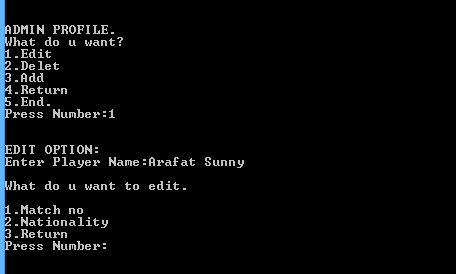 ADMIN PROFILE.
What do u want?
1.Edit
2.Delet
3.Add
4.Return
5.End.
Press Number:1
EDIT OPTION:
Enter Player Name:Arafat Sunny
What do u want to edit.
1.Match no
2.Nationality
3.Return
Press Number: